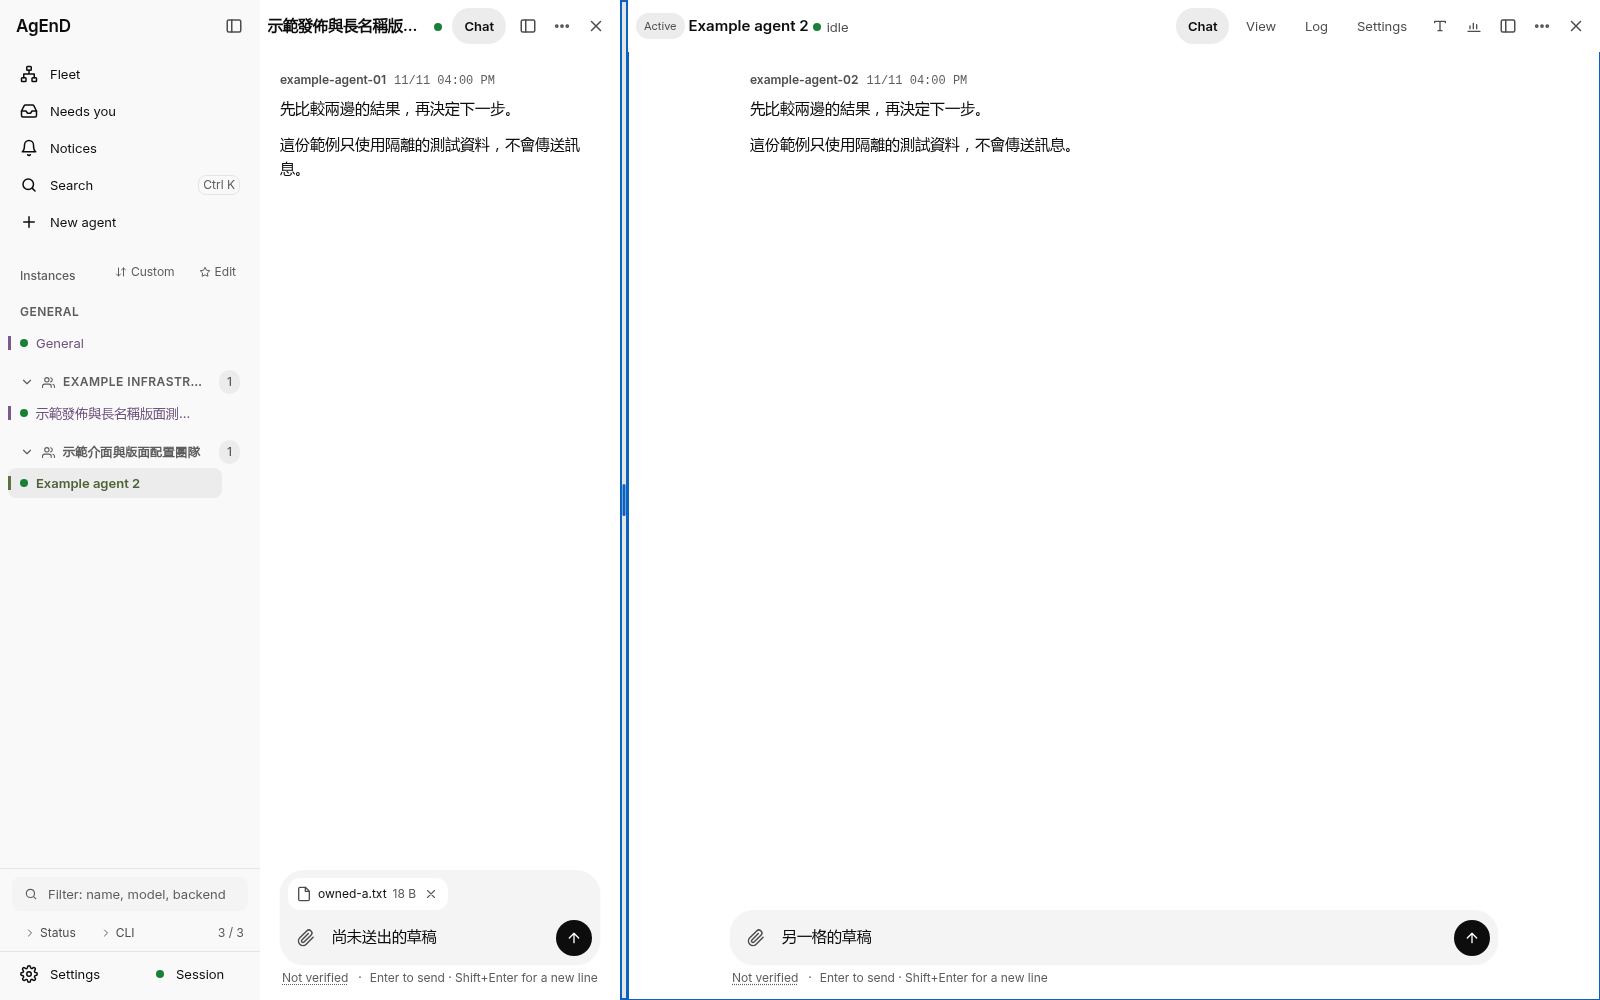 AgEnD
Fleet
Needs you
Notices
Search
Ctrl K
New agent
Instances
Custom
Edit
GENERAL
General
EXAMPLE INFRASTR...
1
示範發佈與長名稱版面測...
示範介面與版面配置團隊
1
Example agent 2
Filter: name, model, backend
Status
CLI
3 / 3
Settings
Session
示範發佈與長名稱版...
Chat
example-agent-01 11/11 04:00 PM
先比較兩邊的結果，再決定下一步。
這份範例只使用隔離的測試資料，不會傳送訊
息。
owned-a.txt 18 B
尚未送出的草稿
Not verified · Enter to send · Shift+Enter for a new line
Active
Example agent 2
idle
Chat
View
Log
Settings
example-agent-02 11/11 04:00 PM
先比較兩邊的結果，再決定下一步。
這份範例只使用隔離的測試資料，不會傳送訊息。
另一格的草稿
Not verified · Enter to send · Shift+Enter for a new line